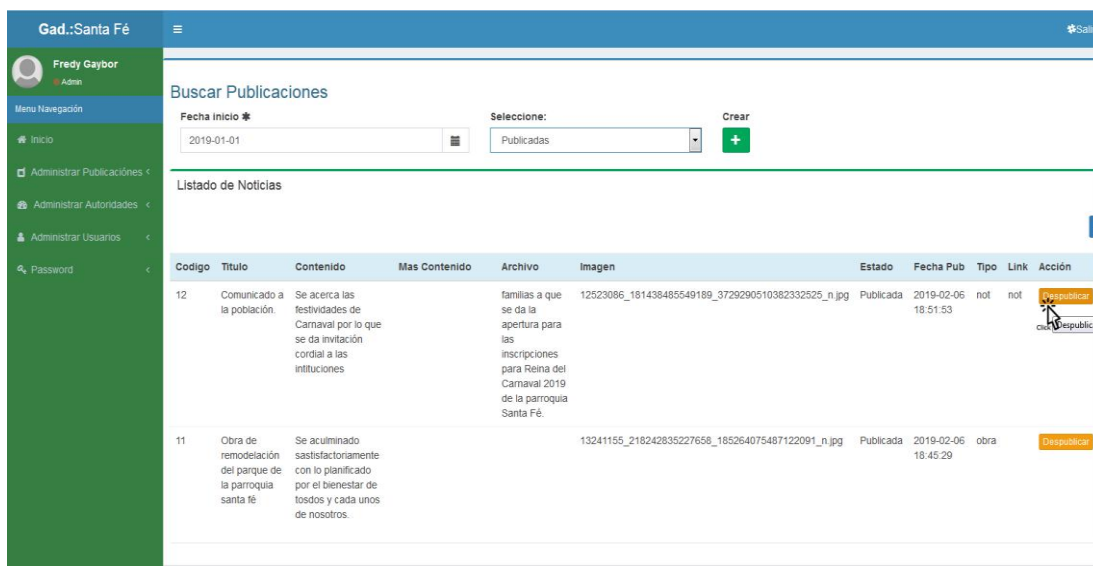 Gad.:Santa Fé
Fredy Gaybor
Admin
Menu Navegación
Inicio
Administrar Publicaciónes
Administrar Autoridades
Administrar Usuarios
Password
Buscar Publicaciones
Fecha inicio
Seleccione:
Crear
2019-01-01
Publicadas
+
Listado de Noticias
Codigo Titulo Contenido Mas Contenido Archivo Imagen Estado Fecha Pub Tipo Link Acción
12
Comunicado a
la población.
Se acerca las
festividades de
Carnaval por lo que
se da invitación
cordial a las
intituciones
familias a que
se da la
apertura para
las
inscripciones
para Reina del
Carnaval 2019
de la parroquia
Santa Fé.
12523086_181438485549189_3729290510382332525_n.jpg
Publicada
2019-02-06
18:51:53
not
not
Despublicar
Click
11
Obra de
remodelación
del parque de
la parroquia
santa fé
Se aculminado
sastisfactoriamente
con lo planificado
por el bienestar de
tosdos y cada unos
de nosotros.
13241155_218242835227658_185264075487122091_n.jpg
Publicada
2019-02-06
18:45:29
obra
Despublicar